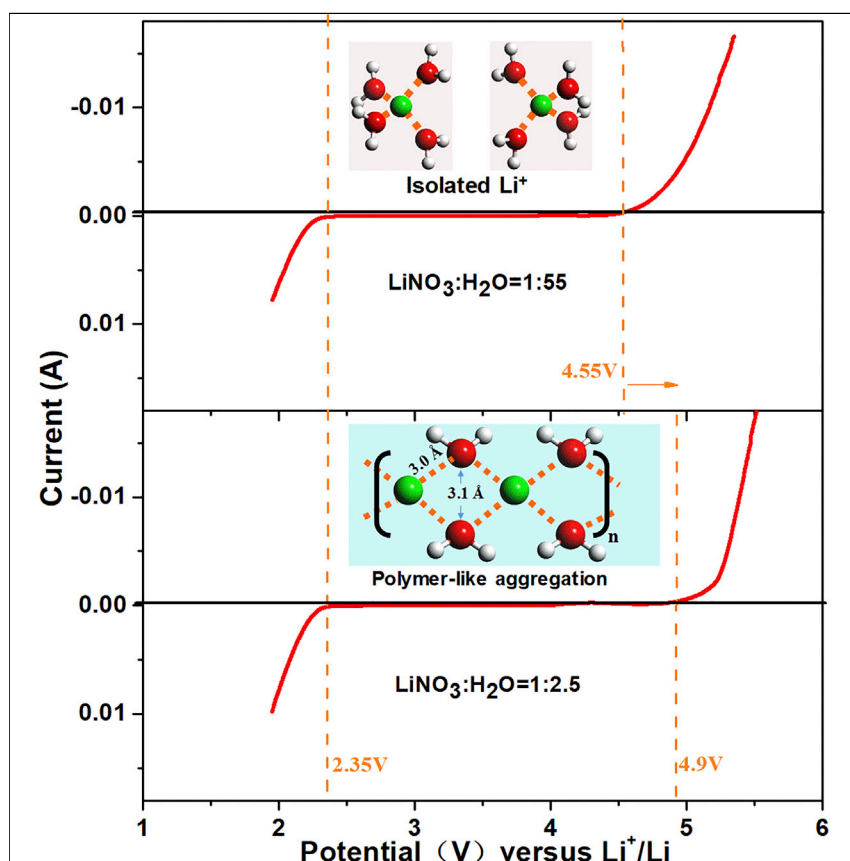 -0.01
Isolated Li⁺
0.00
LiNO₃:H₂O=1:55
0.01
4.55V
Current (A)
3.0 Å
3.1 Å
-0.01
n
Polymer-like aggregation
0.00
LiNO₃:H₂O=1:2.5
0.01
2.35V
4.9V
1 2 3 4 5 6
Potential（V）versus Li⁺/Li